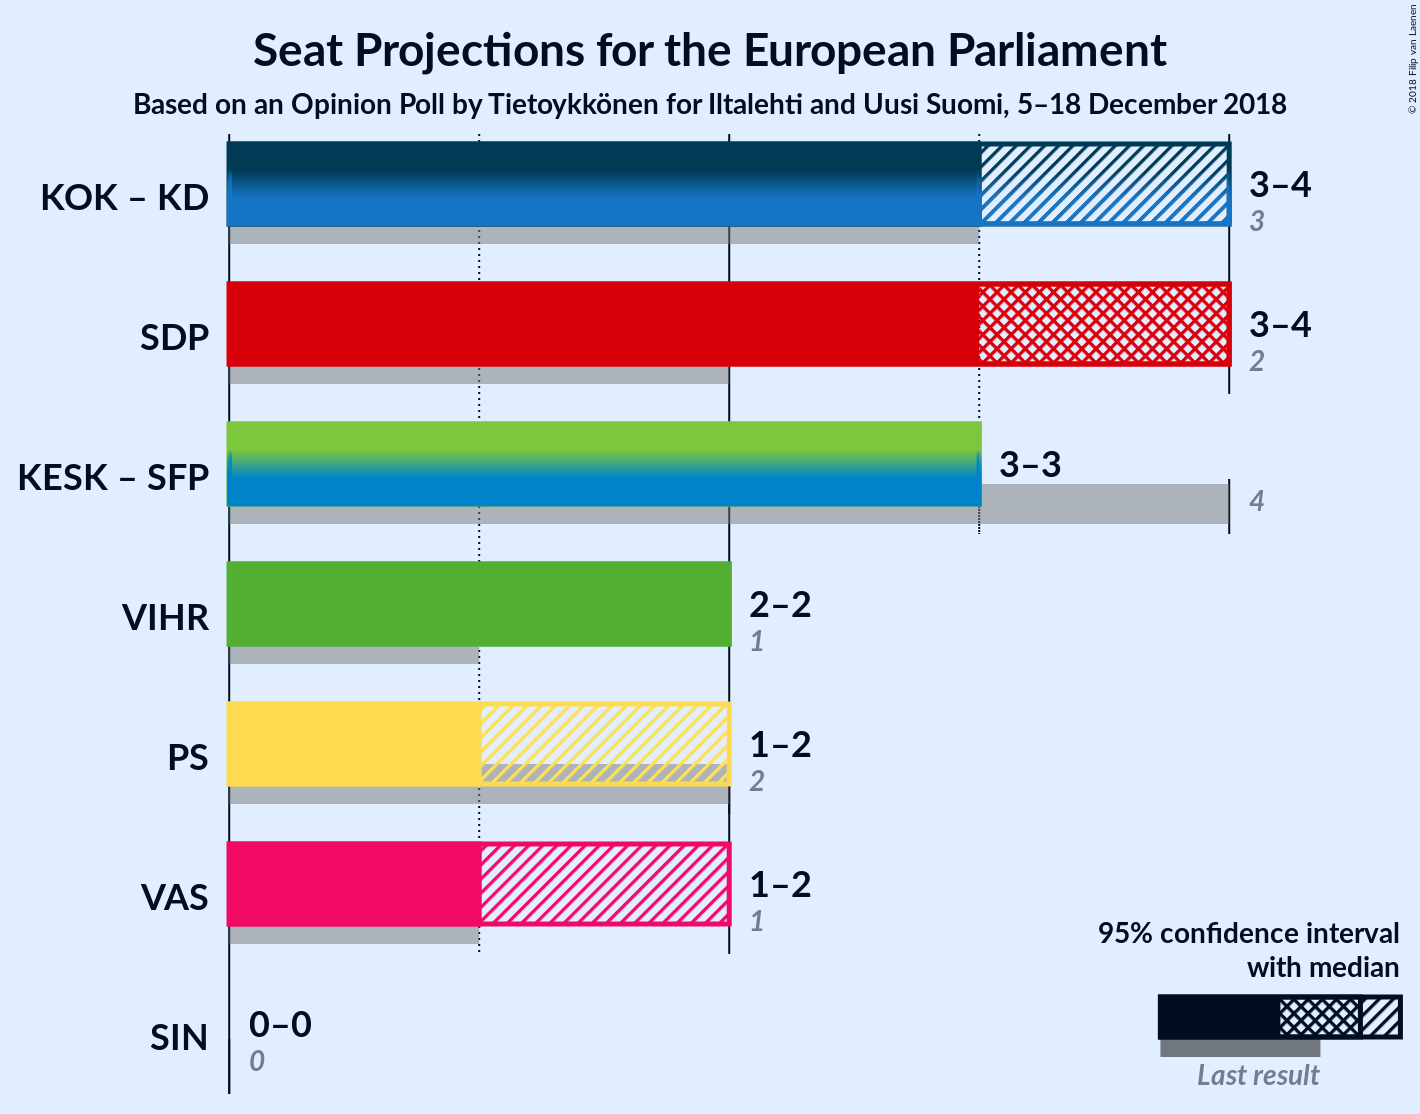 Seat Projections for the European Parliament
Based on an Opinion Poll by Tietoykkönen for Iltalehti and Uusi Suomi, 5–18 December 2018
© 2018 Filip van Laenen
KOK – KD
3–4
3
SDP
3–4
2
KESK – SFP
3–3
4
VIHR
2–2
1
PS
1–2
2
VAS
1–2
1
SIN
0–0
0
95% confidence interval
with median
Last result